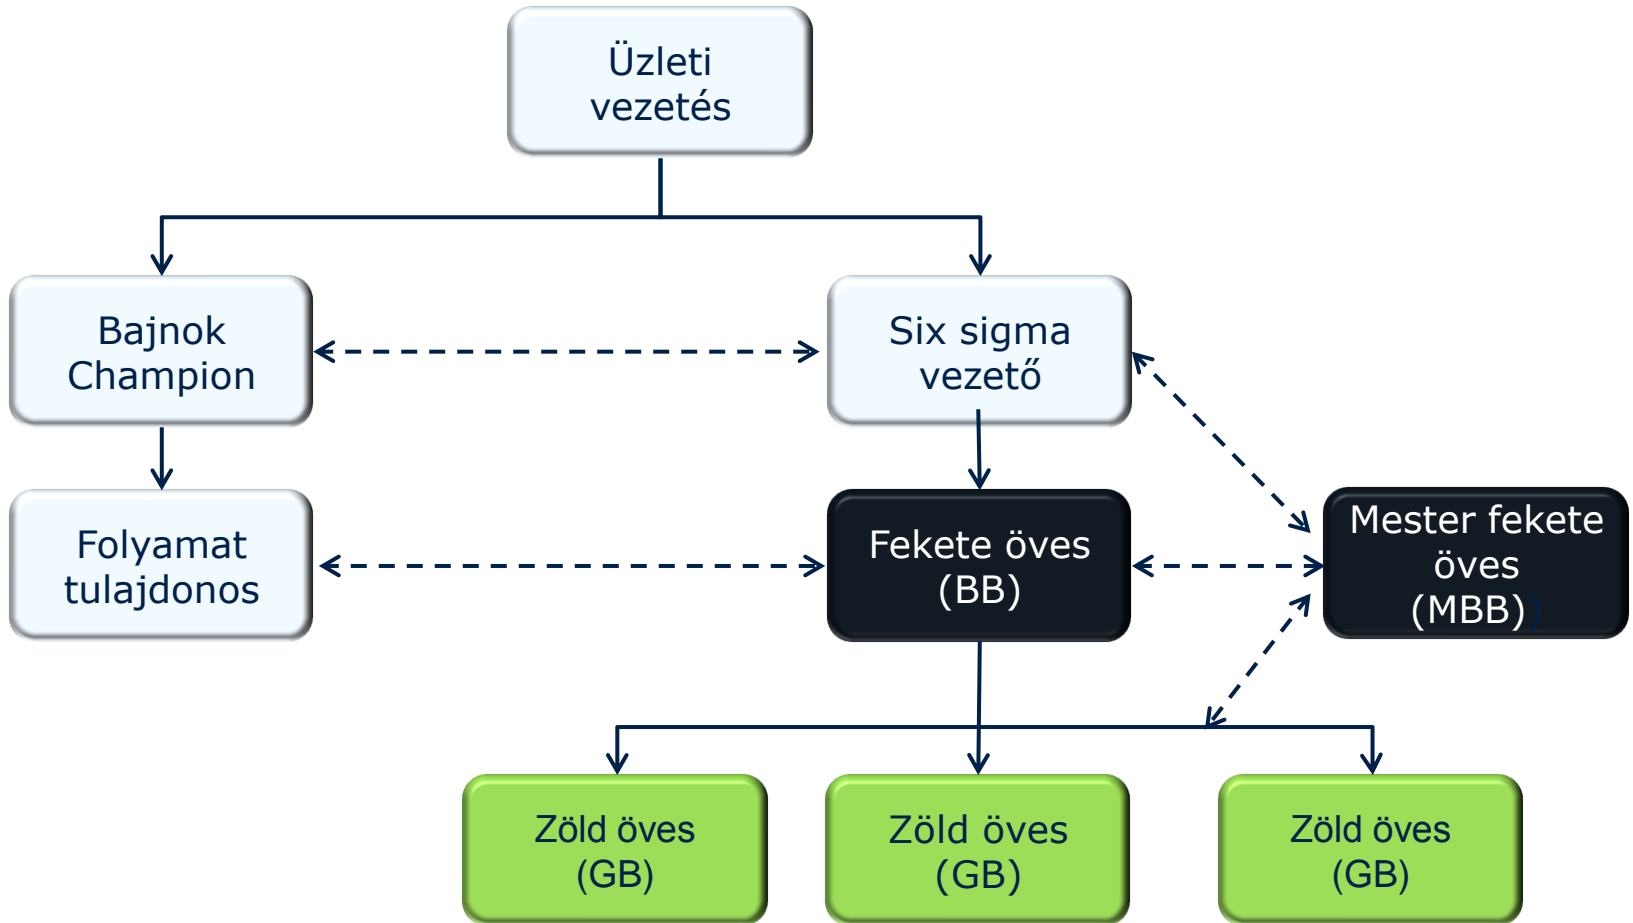 Üzleti
vezetés
Bajnok
Champion
Six sigma
vezető
Folyamat
tulajdonos
Fekete öves
(BB)
Mester fekete
öves
(MBB))
Zöld öves
(GB)
Zöld öves
(GB)
Zöld öves
(GB)